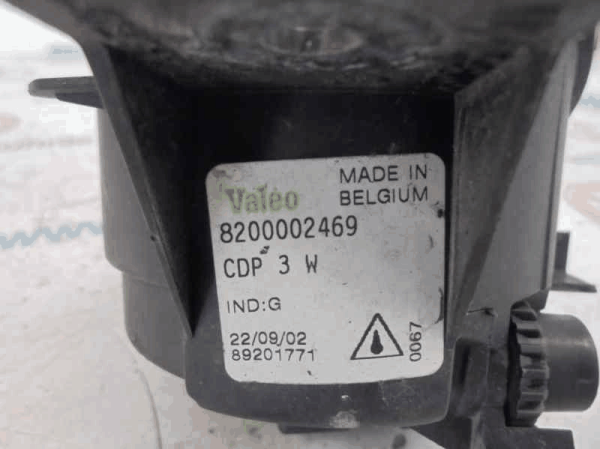 Valeo
MADE IN
BELGIUM
8200002469
CDP 3 W
IND:G
22/09/02
89201771
0067